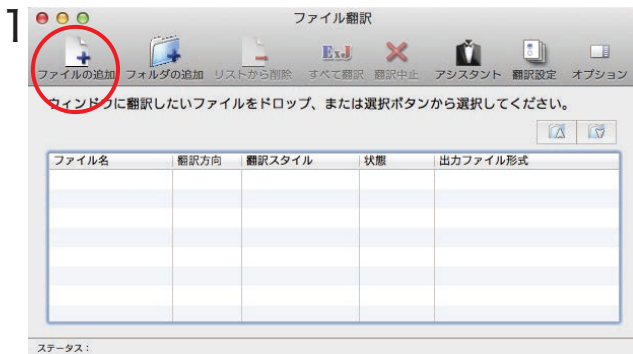 1
ファイル翻訳
ファイルの追加 フォルダの追加 リストから削除 すべて翻訳 翻訳中止 アシスタント 翻訳設定 オプション
ウィンドウに翻訳したいファイルをドロップ、または選択ボタンから選択してください。
ファイル名 翻訳方向 翻訳スタイル 状態 出力ファイル形式
ステータス：